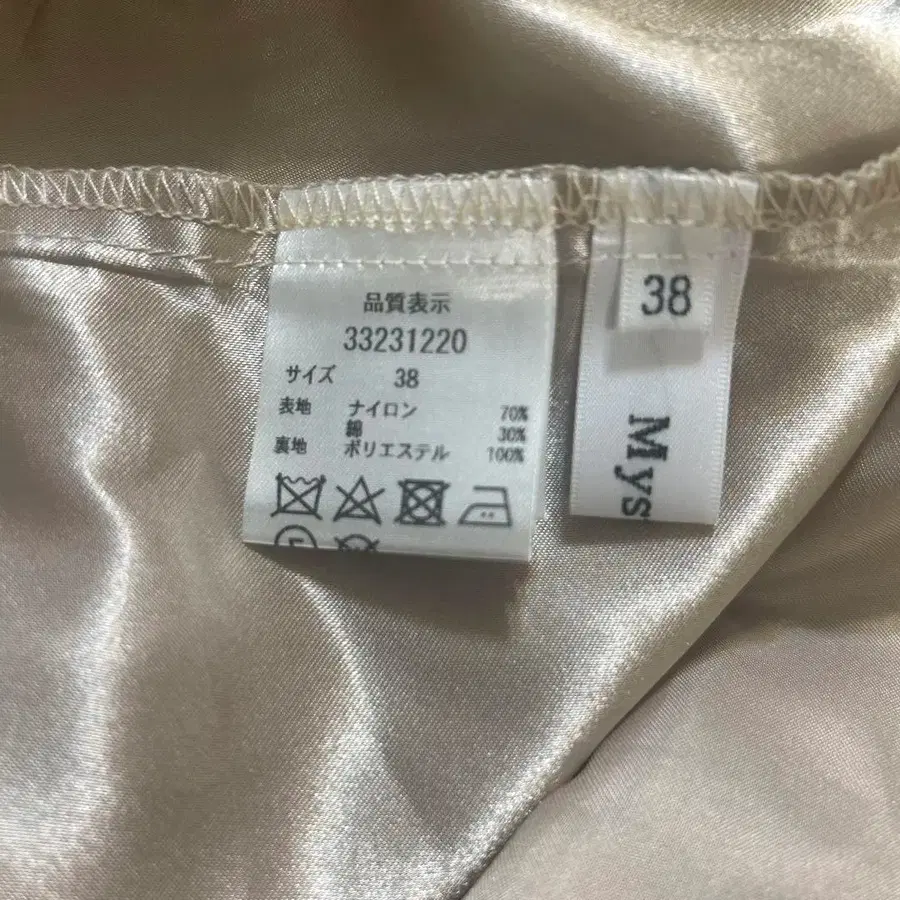 品質表示
33231220
サイズ 38
表地 ナイロン 70%
綿 30%
裏地 ポリエステル 100%
38
Mys